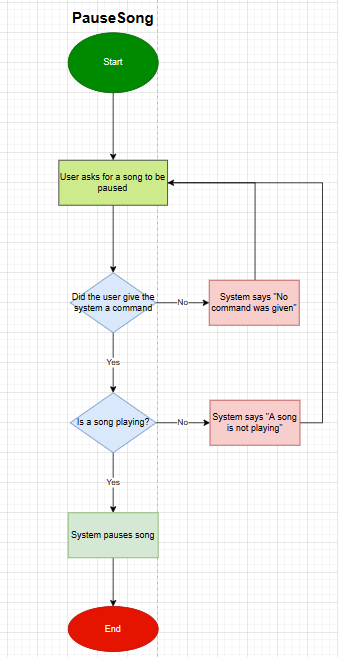 PauseSong
Start
User asks for a song to be
paused
Did the user give the
system a command
No
System says "No
command was given"
Yes
Is a song playing?
No
System says "A song
is not playing"
Yes
System pauses song
End